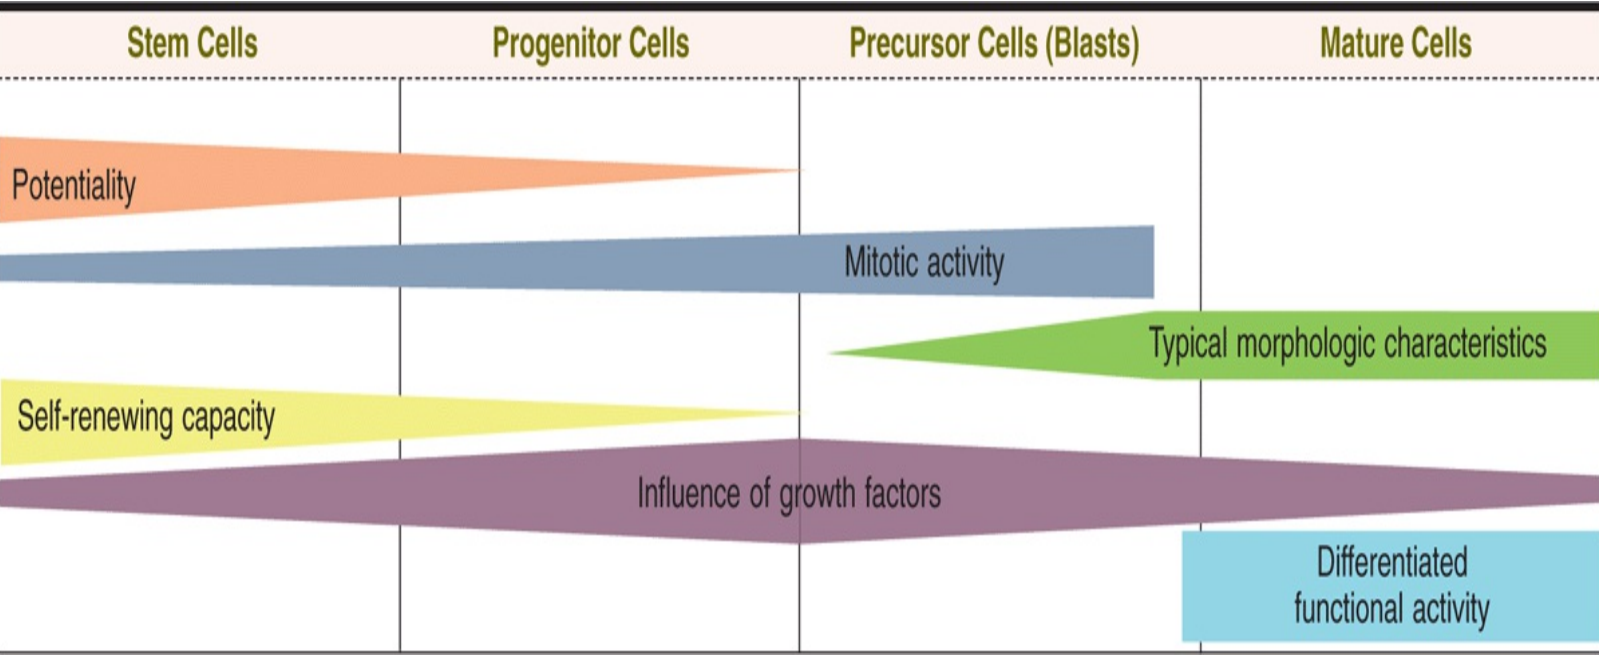 Stem Cells
Progenitor Cells
Precursor Cells (Blasts)
Mature Cells
Potentiality
Mitotic activity
Typical morphologic characteristics
Self-renewing capacity
Influence of growth factors
Differentiated
functional activity